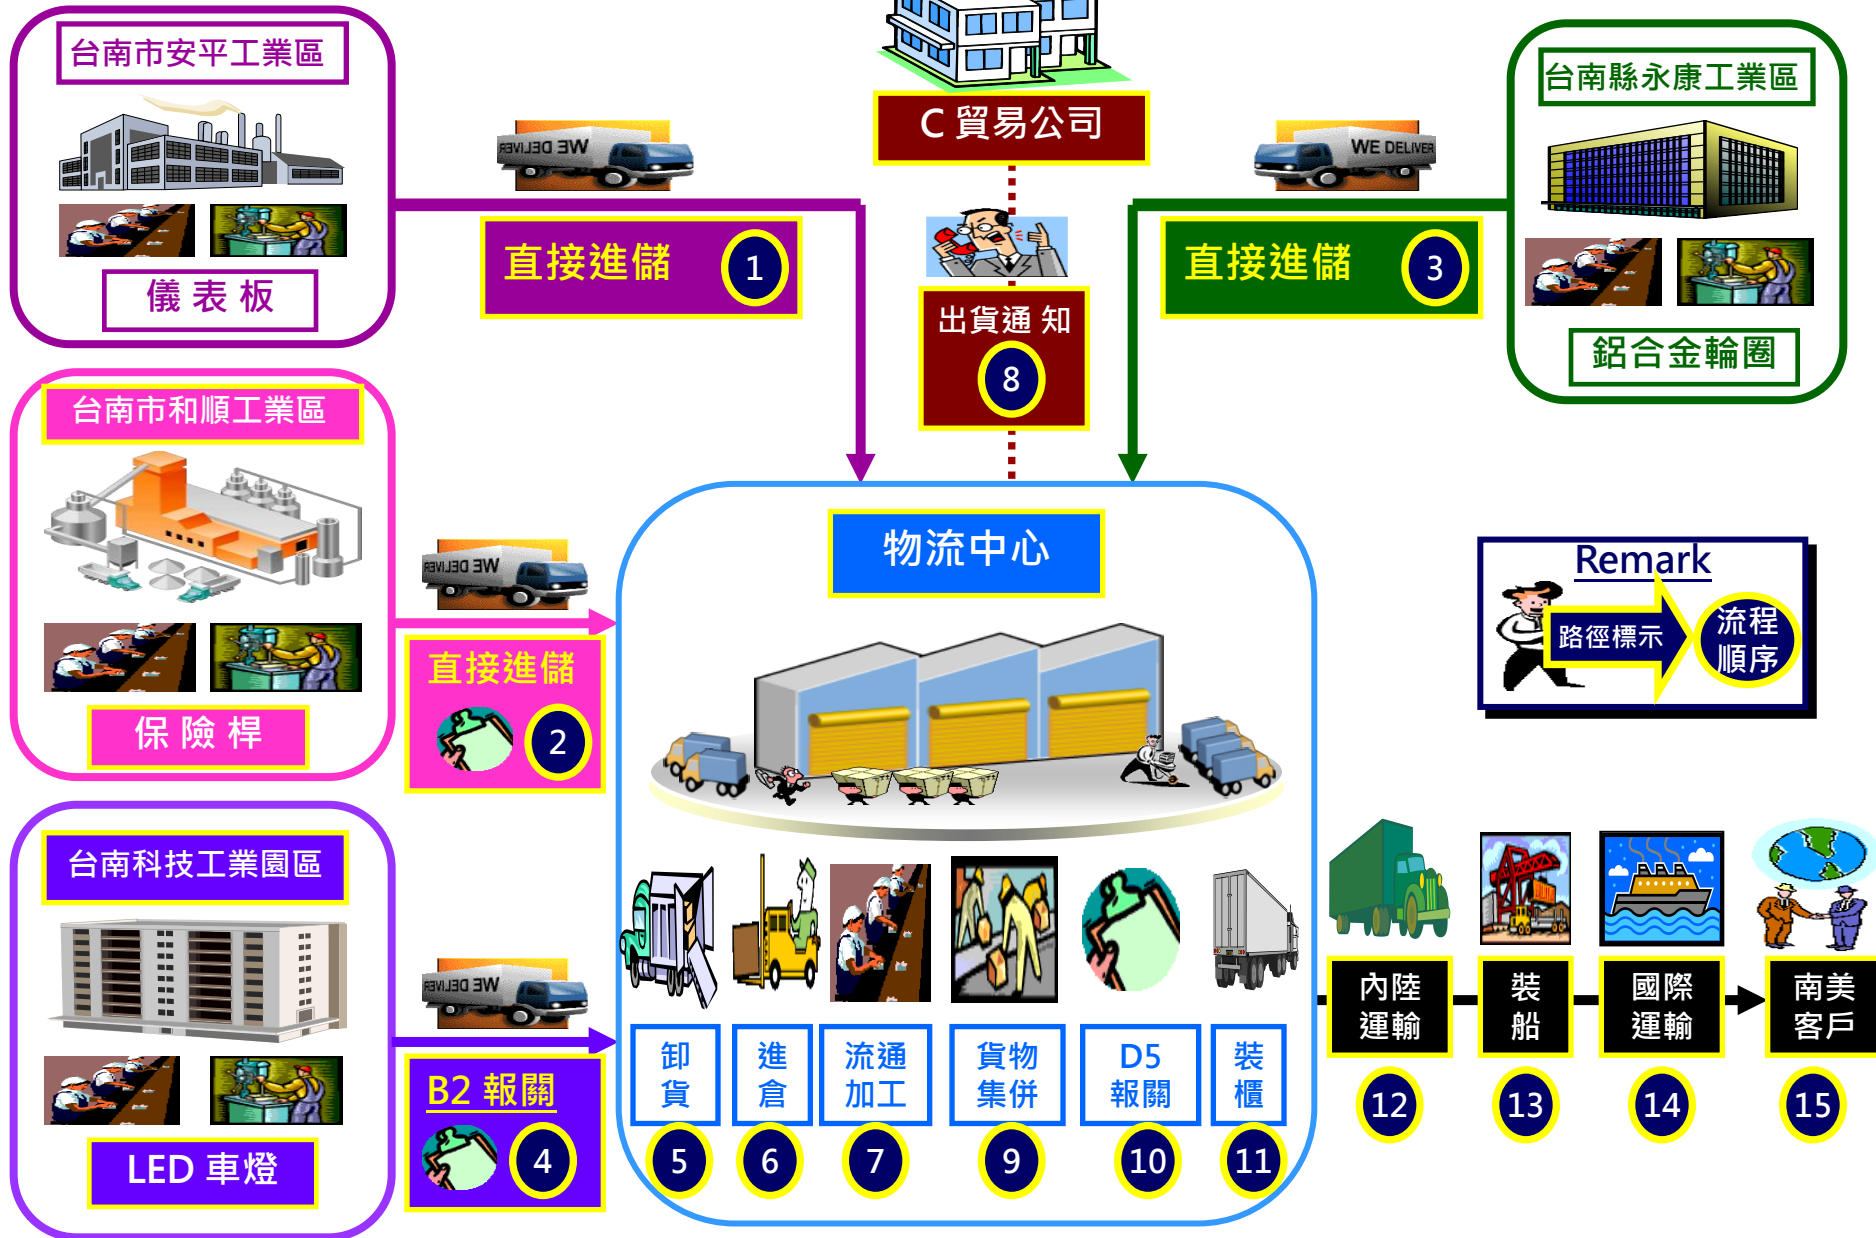 台南市安平工業區
儀表板
C 貿易公司
台南縣永康工業區
鋁合金輪圈
WE DELIVER
WE DELIVER
直接進儲 1
直接進儲 3
出貨通 知
8
台南市和順工業區
保險桿
WE DELIVER
直接進儲
2
物流中心
Remark
路徑標示
流程
順序
台南科技工業園區
LED 車燈
WE DELIVER
B2 報關
4
卸
貨
5
進
倉
6
流通
加工
7
貨物
集併
9
D5
報關
10
裝
櫃
11
內陸
運輸
12
裝
船
13
國際
運輸
14
南美
客戶
15